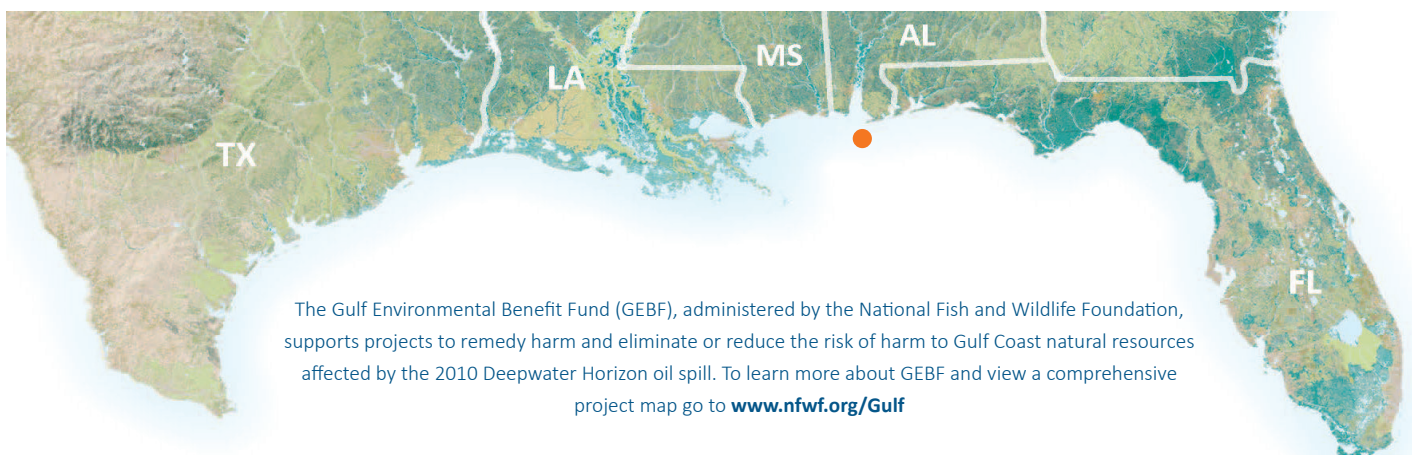 AL
MS
LA
TX
FL
The Gulf Environmental Benefit Fund (GEBF), administered by the National Fish and Wildlife Foundation,
supports projects to remedy harm and eliminate or reduce the risk of harm to Gulf Coast natural resources
affected by the 2010 Deepwater Horizon oil spill. To learn more about GEBF and view a comprehensive
project map go to www.nfwf.org/Gulf